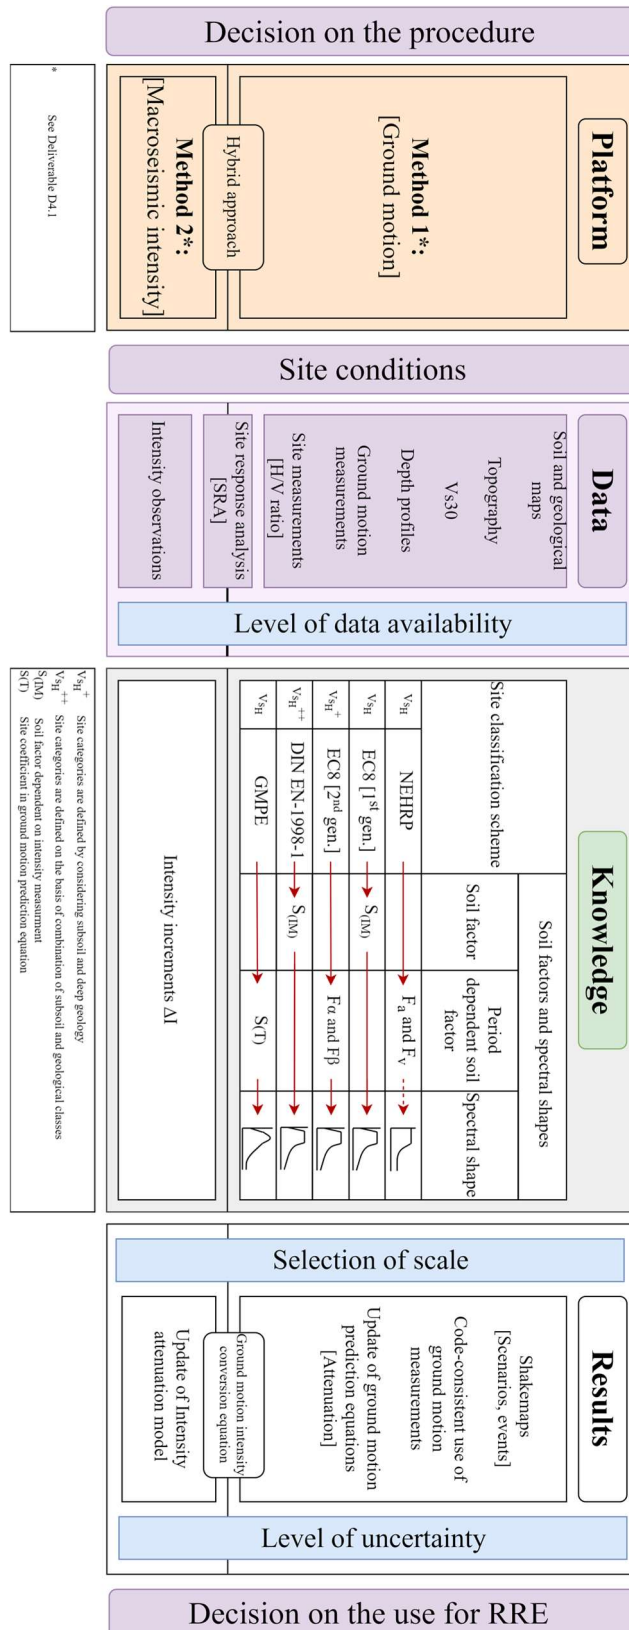 Decision on the procedure
Platform
Method 1*:
[Ground motion]
Hybrid approach
Method 2*:
[Macroseismic intensity]
* See Deliverable D4.1
Site conditions
Data
Soil and geological
maps
Topography
Vs30
Depth profiles
Ground motion
measurements
Site measurements
[H/V ratio]
Site response analysis
[SRA]
Intensity observations
Level of data availability
Knowledge
Soil factors and spectral shapes
Site classification scheme
Soil factor
Period
dependent soil
factor
Spectral shape
VsH NEHRP Fa and Fv
VsH EC8 [1st gen.] S(IM)
VsH+ EC8 [2nd gen.] Fα and Fβ
VsH++ DIN EN-1998-1 S(IM)
VsH GMPE S(T)
Intensity increments ΔI
VsH+ Site categories are defined by considering subsoil and deep geology
VsH++ Site categories are defined on the basis of combination of subsoil and geological classes
S(IM) Soil factor dependent on intensity measurment
S(T) Site coefficient in ground motion prediction equation
Selection of scale
Results
Shakemaps
[Scenarios, events]
Code-consistent use of
ground motion
measurements
Update of ground motion
prediction equations
[Attenuation]
Ground motion intensity
conversion equation
Update of Intensity
attenuation model
Level of uncertainty
Decision on the use for RRE